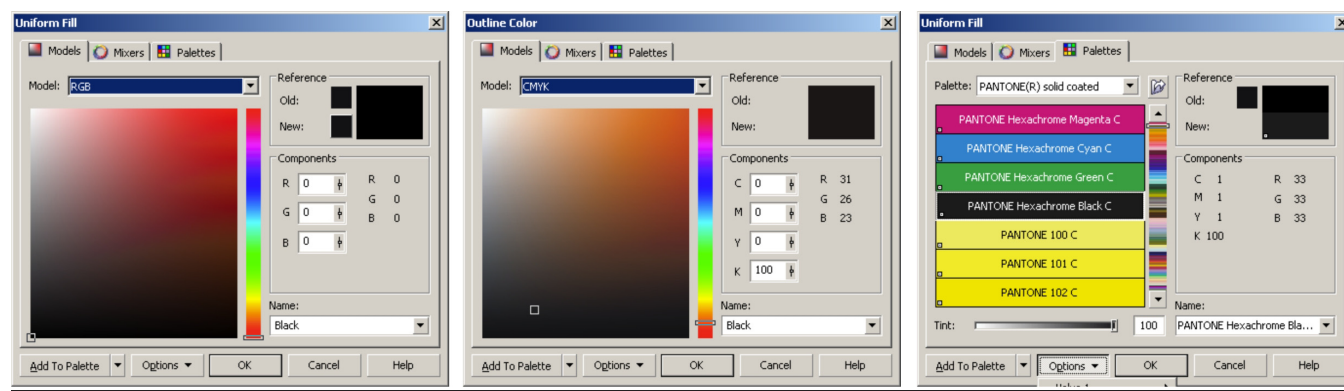 Uniform Fill
Models Mixers Palettes
Model: RGB
Reference
Old:
New:
Components
R 0 R 0
G 0 G 0
B 0 B 0
Name:
Black
Add To Palette Options OK Cancel Help
Outline Color
Models Mixers Palettes
Model: CMYK
Reference
Old:
New:
Components
C 0 R 31
M 0 G 26
Y 0 B 23
K 100
Name:
Black
Add To Palette Options OK Cancel Help
Uniform Fill
Models Mixers Palettes
Palette: PANTONE(R) solid coated
PANTONE Hexachrome Magenta C
PANTONE Hexachrome Cyan C
PANTONE Hexachrome Green C
PANTONE Hexachrome Black C
PANTONE 100 C
PANTONE 101 C
PANTONE 102 C
Tint: 100
Reference
Old:
New:
Components
C 1 R 33
M 1 G 33
Y 1 B 33
K 100
Name:
PANTONE Hexachrome Bla...
Add To Palette Options OK Cancel Help